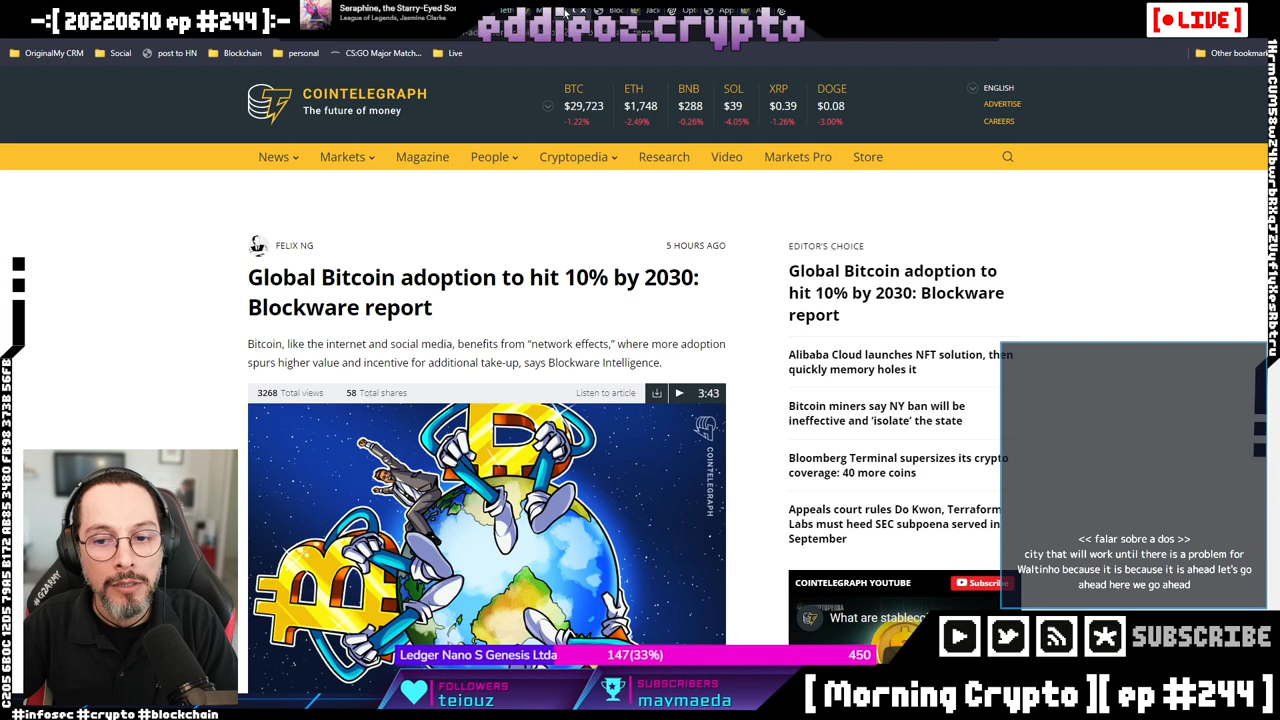 -:[ 20220610 ep #244 ]:-
Seraphine, the Starry-Eyed So
League of Legends, Jasmine Clarke
eddieoz.crypto
[ LIVE ]
OriginalMy CRM
Social
post to HN
Blockchain
personal
CS:GO Major Match...
Live
Other bookmar
COINTELEGRAPH
The future of money
BTC ETH BNB SOL XRP DOGE
$29,723 $1,748 $288 $39 $0.39 $0.08
-1.22% -2.49% -0.26% -4.05% -1.26% -3.00%
ENGLISH
ADVERTISE
CAREERS
News Markets Magazine People Cryptopedia Research Video Markets Pro Store
FELIX NG
5 HOURS AGO
Global Bitcoin adoption to hit 10% by 2030:
Blockware report
Bitcoin, like the internet and social media, benefits from “network effects,” where more adoption
spurs higher value and incentive for additional take-up, says Blockware Intelligence.
3268 Total views 58 Total shares Listen to article 3:43
COINTELEGRAPH
EDITOR'S CHOICE
Global Bitcoin adoption to
hit 10% by 2030: Blockware
report
Alibaba Cloud launches NFT solution, then
quickly memory holes it
Bitcoin miners say NY ban will be
ineffective and ‘isolate’ the state
Bloomberg Terminal supersizes its crypto
coverage: 40 more coins
Appeals court rules Do Kwon, Terraform
Labs must heed SEC subpoena served in
September
COINTELEGRAPH YOUTUBE
Subscribe
What are stablec
<< falar sobre a dos >>
city that will work until there is a problem for
Waltinho because it is because it is ahead let's go
ahead here we go ahead
Ledger Nano S Genesis Ltda 147(33%) 450
FOLLOWERS
teiouz
SUBSCRIBERS
maymaeda
SUBSCRIBE
[ Morning Crypto ][ ep #244 ]
#infosec #crypto #blockchain